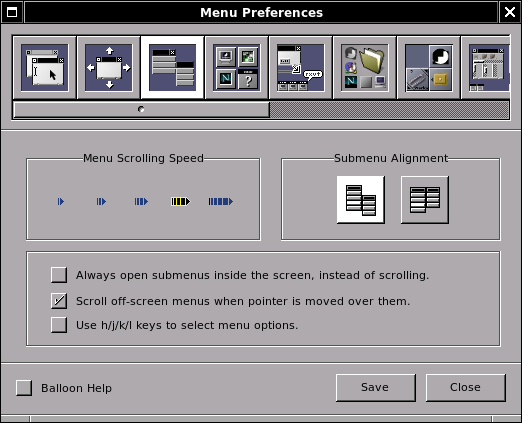 Menu Preferences
rxvt
N
?
N
Menu Scrolling Speed
Submenu Alignment
Always open submenus inside the screen, instead of scrolling.
Scroll off-screen menus when pointer is moved over them.
Use h/j/k/l keys to select menu options.
Balloon Help
Save
Close